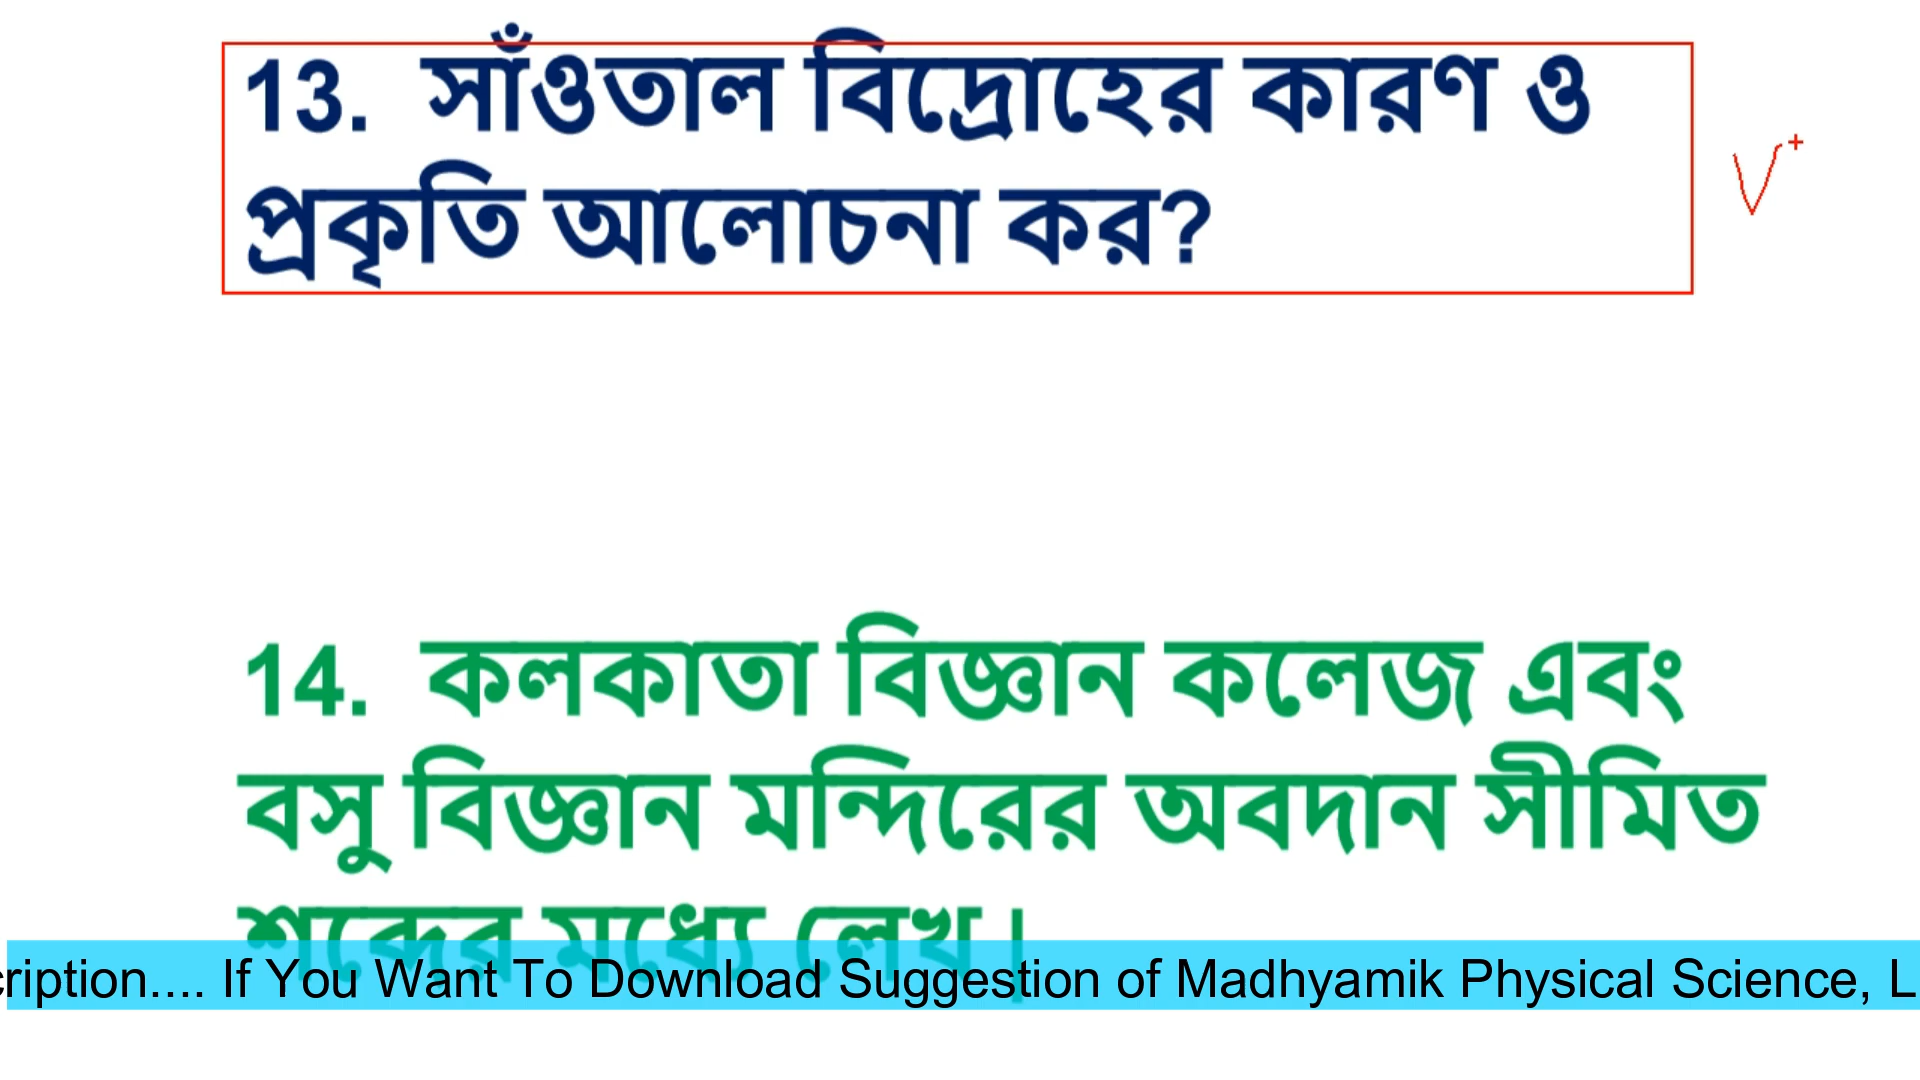 13. সাঁওতাল বিদ্রোহের কারণ ও
প্রকৃতি আলোচনা কর?
V+
14. কলকাতা বিজ্ঞান কলেজ এবং
বসু বিজ্ঞান মন্দিরের অবদান সীমিত
শব্দের মধ্যে লেখ।
cription.... If You Want To Download Suggestion of Madhyamik Physical Science, L